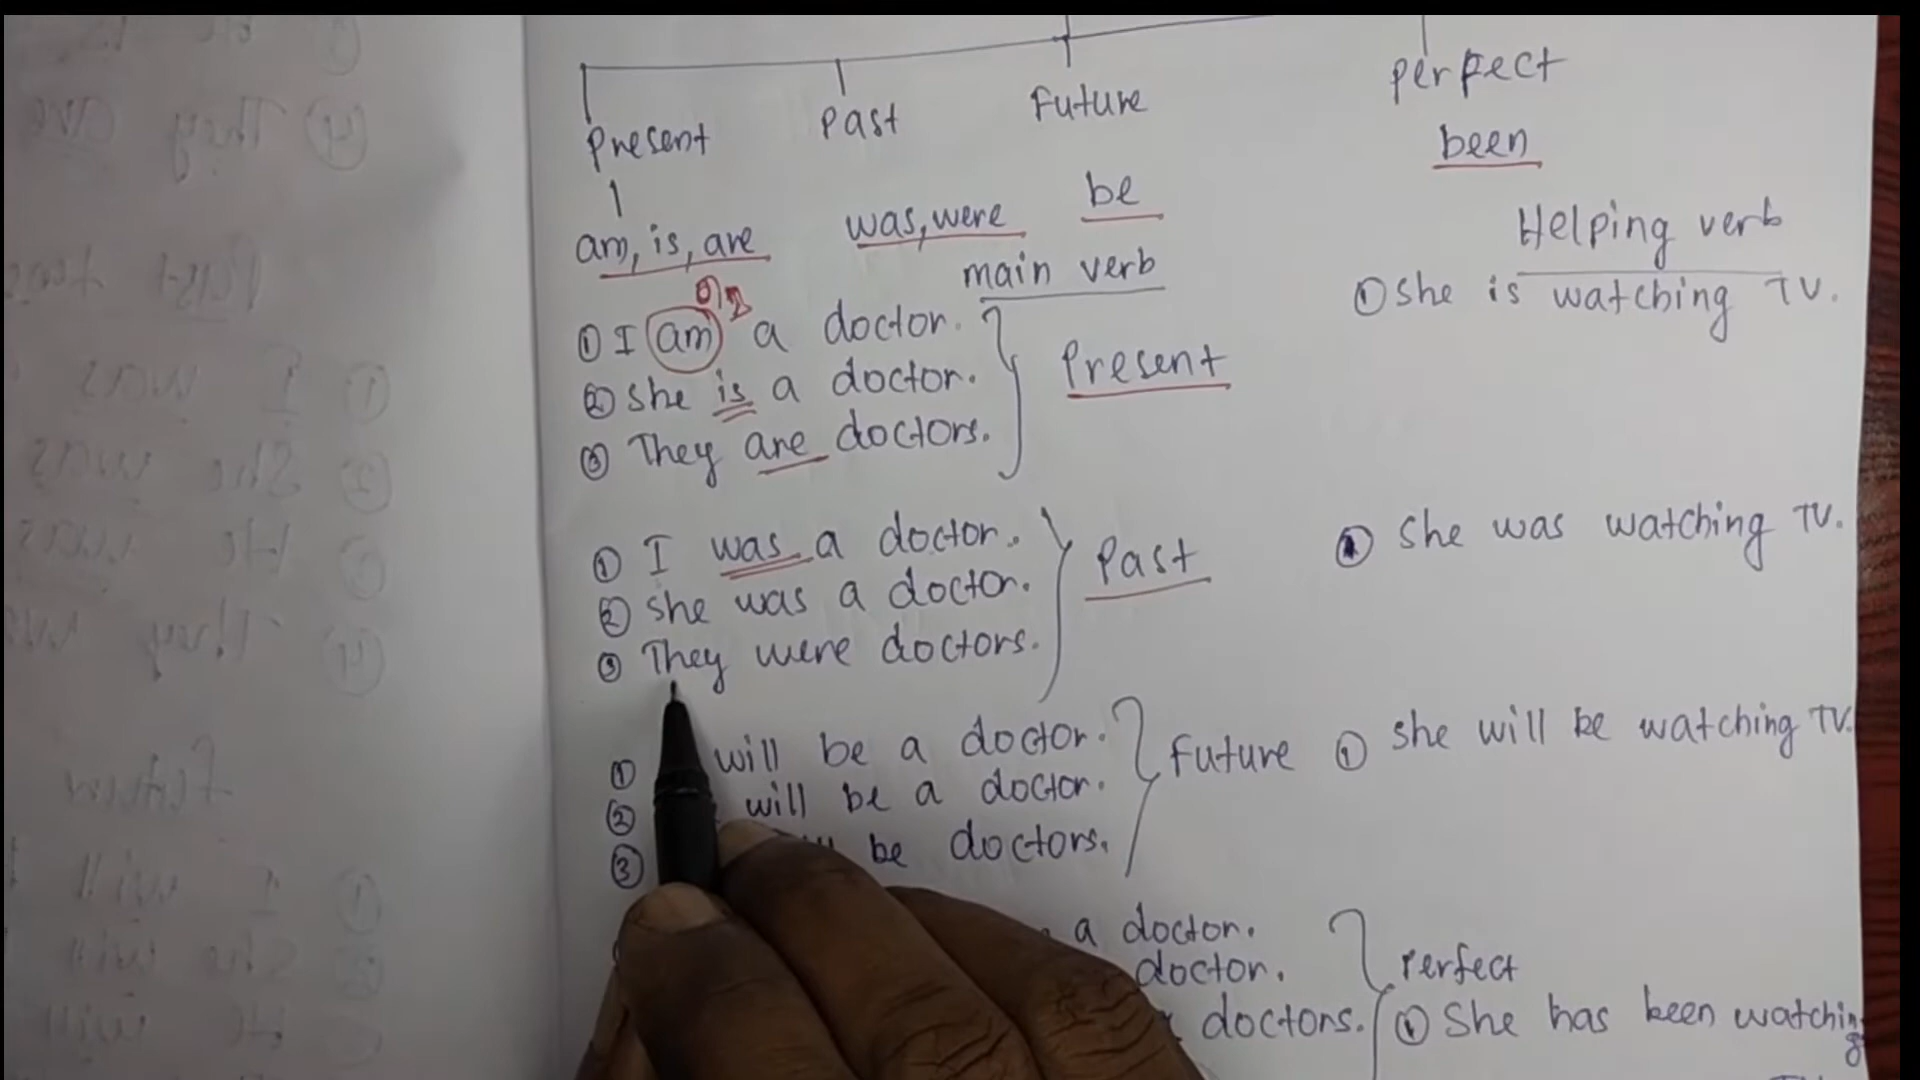 Present Past Future Perfect
been
am, is, are was, were be
main verb Helping verb
① I am a doctor. ① She is watching TV.
② She is a doctor. Present
③ They are doctors.
① I was a doctor. ① She was watching TV.
② She was a doctor. Past
③ They were doctors.
① will be a doctor.
② will be a doctor. Future ① She will be watching TV.
③ be doctors.
a doctor.
doctor. Perfect
doctors. ① She has been watching